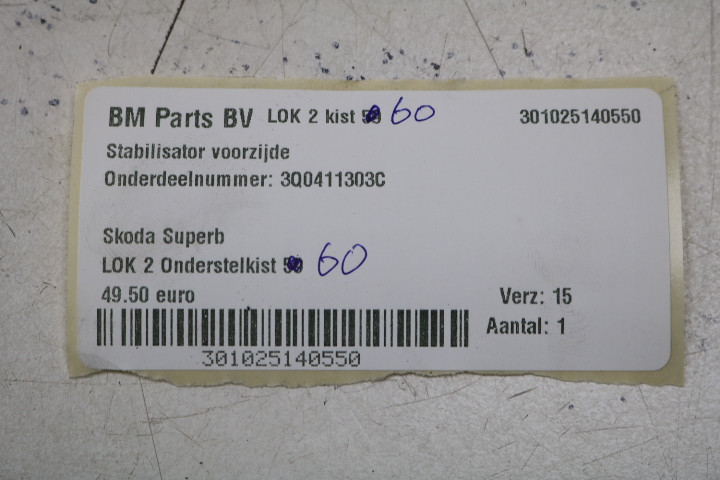 BM Parts BV LOK 2 kist 60 301025140550
Stabilisator voorzijde
Onderdeelnummer: 3Q0411303C
Skoda Superb
LOK 2 Onderstelkist 60
49.50 euro Verz: 15
Aantal: 1
301025140550